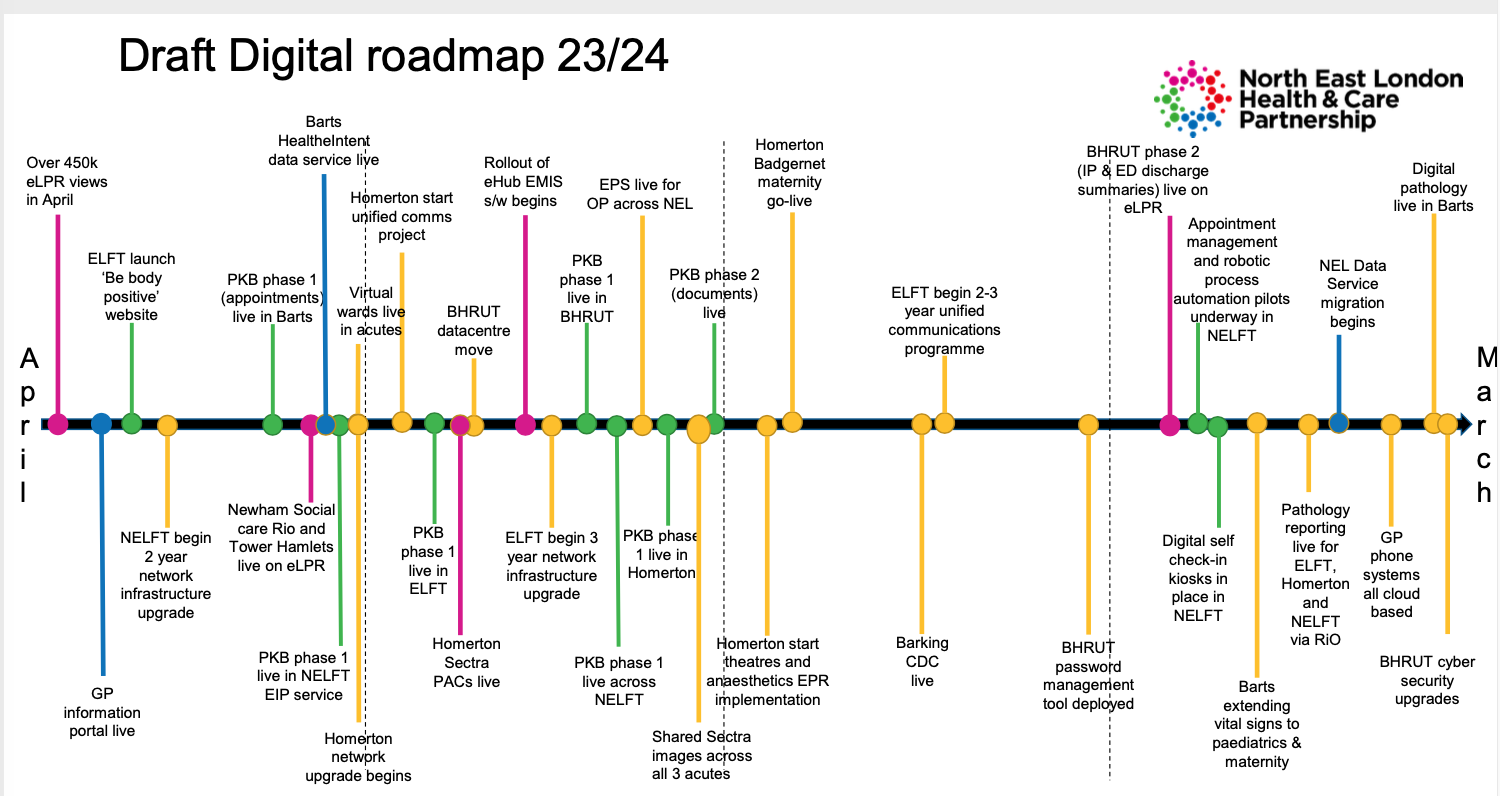 Draft Digital roadmap 23/24
North East London
Health & Care
Partnership
Over 450k
eLPR views
in April
ELFT launch
‘Be body
positive’
website
PKB phase 1
(appointments)
live in Barts
Barts
HealtheIntent
data service live
Virtual
wards live
in acutes
Homerton start
unified comms
project
BHRUT
datacentre
move
Rollout of
eHub EMIS
s/w begins
PKB
phase 1
live in
BHRUT
EPS live for
OP across NEL
PKB phase 2
(documents)
live
Homerton
Badgernet
maternity
go-live
ELFT begin 2-3
year unified
communications
programme
BHRUT phase 2
(IP & ED discharge
summaries) live on
eLPR
Appointment
management
and robotic
process
automation pilots
underway in
NELFT
NEL Data
Service
migration
begins
Digital
pathology
live in Barts
April
March
GP
information
portal live
NELFT begin
2 year
network
infrastructure
upgrade
Newham Social
care Rio and
Tower Hamlets
live on eLPR
PKB phase 1
live in NELFT
EIP service
Homerton
network
upgrade begins
PKB
phase 1
live in
ELFT
Homerton
Sectra
PACs live
ELFT begin 3
year network
infrastructure
upgrade
PKB phase 1
live across
NELFT
PKB phase
1 live in
Homerton
Shared Sectra
images across
all 3 acutes
Homerton start
theatres and
anaesthetics EPR
implementation
Barking
CDC
live
BHRUT
password
management
tool deployed
Digital self
check-in
kiosks in
place in
NELFT
Barts
extending
vital signs to
paediatrics &
maternity
Pathology
reporting
live for
ELFT,
Homerton
and
NELFT
via RiO
GP
phone
systems
all cloud
based
BHRUT cyber
security
upgrades